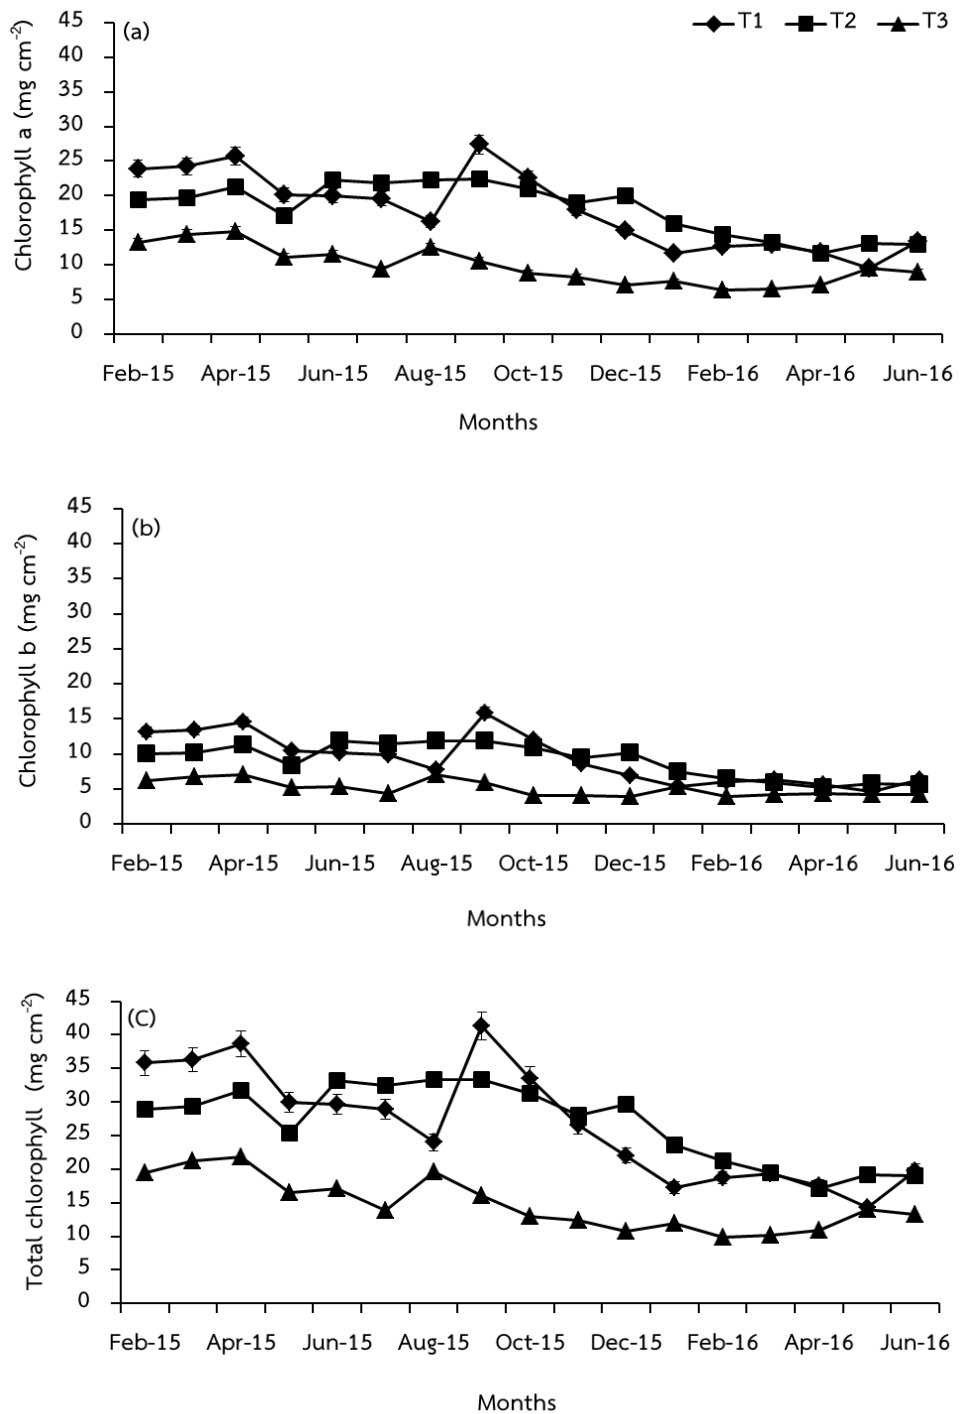 45
(a)
T1 T2 T3
40
35
30
25
20
15
10
5
0
Chlorophyll a (mg cm-2)
Feb-15 Apr-15 Jun-15 Aug-15 Oct-15 Dec-15 Feb-16 Apr-16 Jun-16
Months
45
(b)
40
35
30
25
20
15
10
5
0
Chlorophyll b (mg cm-2)
Feb-15 Apr-15 Jun-15 Aug-15 Oct-15 Dec-15 Feb-16 Apr-16 Jun-16
Months
45
(C)
40
35
30
25
20
15
10
5
0
Total chlorophyll (mg cm-2)
Feb-15 Apr-15 Jun-15 Aug-15 Oct-15 Dec-15 Feb-16 Apr-16 Jun-16
Months